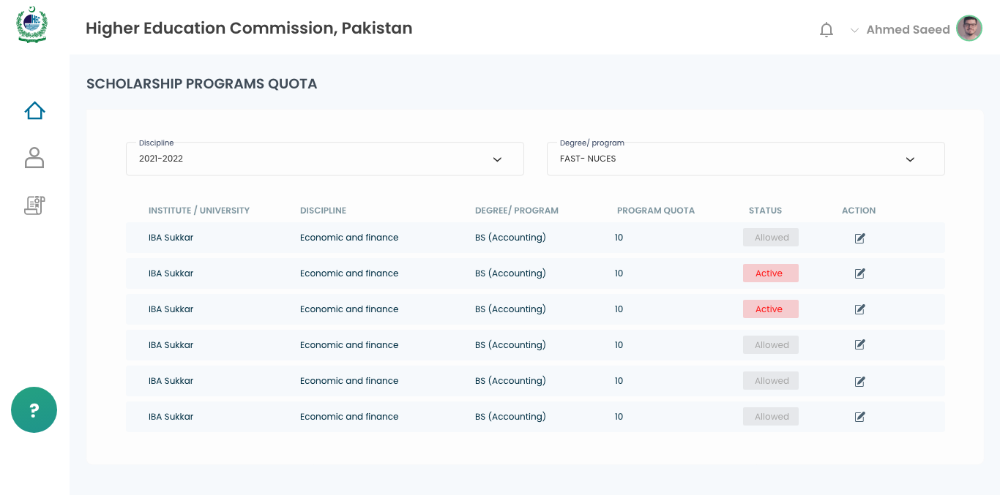 HEC
Higher Education Commission, Pakistan
Ahmed Saeed
SCHOLARSHIP PROGRAMS QUOTA
Discipline
2021-2022
Degree/ program
FAST- NUCES
INSTITUTE / UNIVERSITY DISCIPLINE DEGREE/ PROGRAM PROGRAM QUOTA STATUS ACTION
IBA Sukkar Economic and finance BS (Accounting) 10 Allowed
IBA Sukkar Economic and finance BS (Accounting) 10 Active
IBA Sukkar Economic and finance BS (Accounting) 10 Active
IBA Sukkar Economic and finance BS (Accounting) 10 Allowed
IBA Sukkar Economic and finance BS (Accounting) 10 Allowed
IBA Sukkar Economic and finance BS (Accounting) 10 Allowed
?